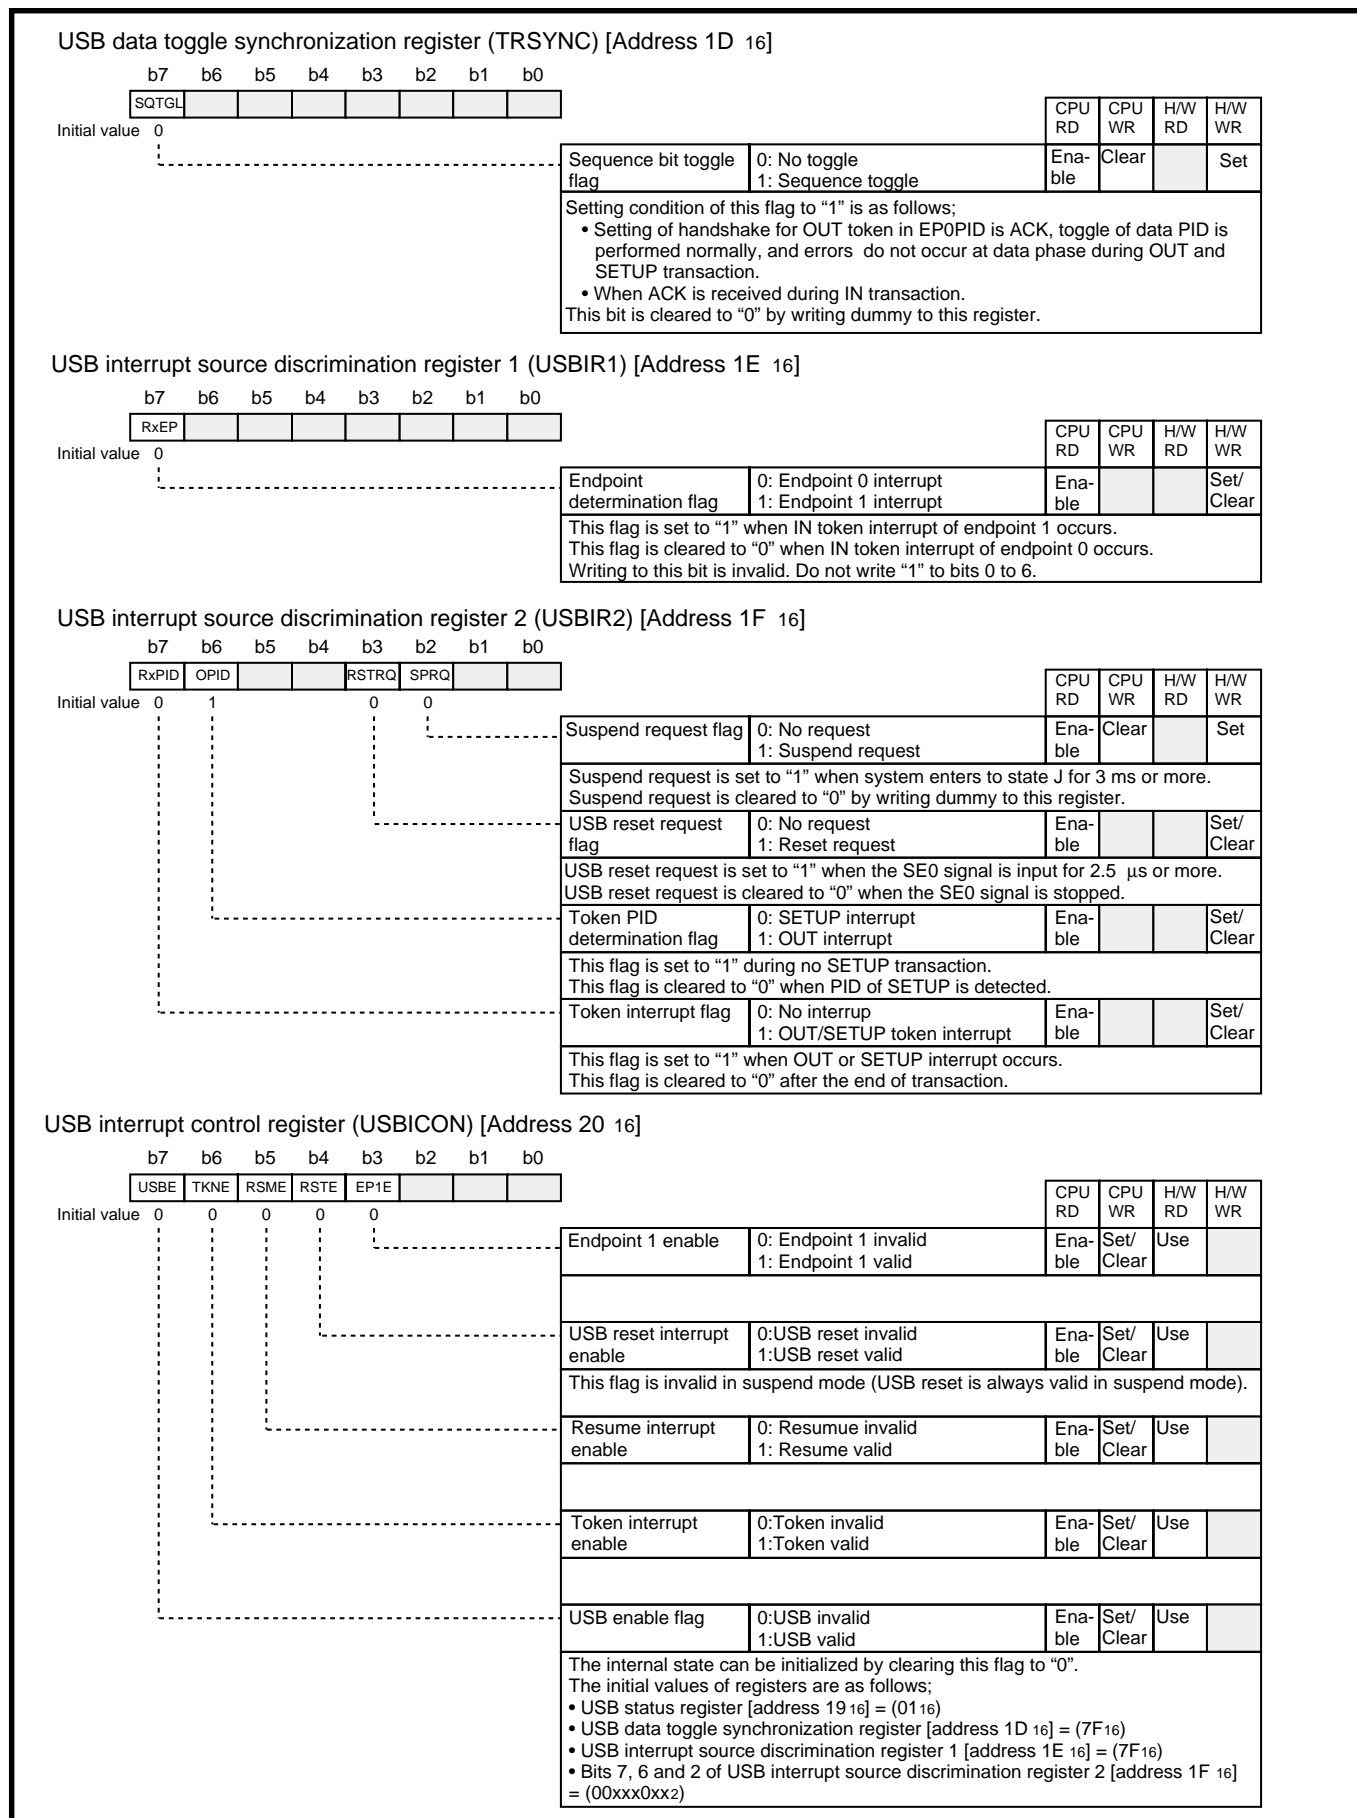 USB data toggle synchronization register (TRSYNC) [Address 1D 16]
b7 b6 b5 b4 b3 b2 b1 b0
SQTGL
Initial value 0
CPU RD CPU WR H/W RD H/W WR
Sequence bit toggle flag 0: No toggle 1: Sequence toggle Ena-ble Clear Set
Setting condition of this flag to “1” is as follows;
• Setting of handshake for OUT token in EP0PID is ACK, toggle of data PID is
performed normally, and errors do not occur at data phase during OUT and
SETUP transaction.
• When ACK is received during IN transaction.
This bit is cleared to “0” by writing dummy to this register.
USB interrupt source discrimination register 1 (USBIR1) [Address 1E 16]
b7 b6 b5 b4 b3 b2 b1 b0
RxEP
Initial value 0
CPU RD CPU WR H/W RD H/W WR
Endpoint determination flag 0: Endpoint 0 interrupt 1: Endpoint 1 interrupt Ena-ble Set/Clear
This flag is set to “1” when IN token interrupt of endpoint 1 occurs.
This flag is cleared to “0” when IN token interrupt of endpoint 0 occurs.
Writing to this bit is invalid. Do not write “1” to bits 0 to 6.
USB interrupt source discrimination register 2 (USBIR2) [Address 1F 16]
b7 b6 b5 b4 b3 b2 b1 b0
RxPID OPID RSTRQ SPRQ
Initial value 0 1 0 0
CPU RD CPU WR H/W RD H/W WR
Suspend request flag 0: No request 1: Suspend request Ena-ble Clear Set
Suspend request is set to “1” when system enters to state J for 3 ms or more.
Suspend request is cleared to “0” by writing dummy to this register.
USB reset request flag 0: No request 1: Reset request Ena-ble Set/Clear
USB reset request is set to “1” when the SE0 signal is input for 2.5 µs or more.
USB reset request is cleared to “0” when the SE0 signal is stopped.
Token PID determination flag 0: SETUP interrupt 1: OUT interrupt Ena-ble Set/Clear
This flag is set to “1” during no SETUP transaction.
This flag is cleared to “0” when PID of SETUP is detected.
Token interrupt flag 0: No interrup 1: OUT/SETUP token interrupt Ena-ble Set/Clear
This flag is set to “1” when OUT or SETUP interrupt occurs.
This flag is cleared to “0” after the end of transaction.
USB interrupt control register (USBICON) [Address 20 16]
b7 b6 b5 b4 b3 b2 b1 b0
USBE TKNE RSME RSTE EP1E
Initial value 0 0 0 0 0
CPU RD CPU WR H/W RD H/W WR
Endpoint 1 enable 0: Endpoint 1 invalid 1: Endpoint 1 valid Ena-ble Set/Clear Use
USB reset interrupt enable 0:USB reset invalid 1:USB reset valid Ena-ble Set/Clear Use
This flag is invalid in suspend mode (USB reset is always valid in suspend mode).
Resume interrupt enable 0: Resumue invalid 1: Resume valid Ena-ble Set/Clear Use
Token interrupt enable 0:Token invalid 1:Token valid Ena-ble Set/Clear Use
USB enable flag 0:USB invalid 1:USB valid Ena-ble Set/Clear Use
The internal state can be initialized by clearing this flag to “0”.
The initial values of registers are as follows;
• USB status register [address 19 16] = (0116)
• USB data toggle synchronization register [address 1D 16] = (7F16)
• USB interrupt source discrimination register 1 [address 1E 16] = (7F16)
• Bits 7, 6 and 2 of USB interrupt source discrimination register 2 [address 1F 16]
= (00xxx0xx2)